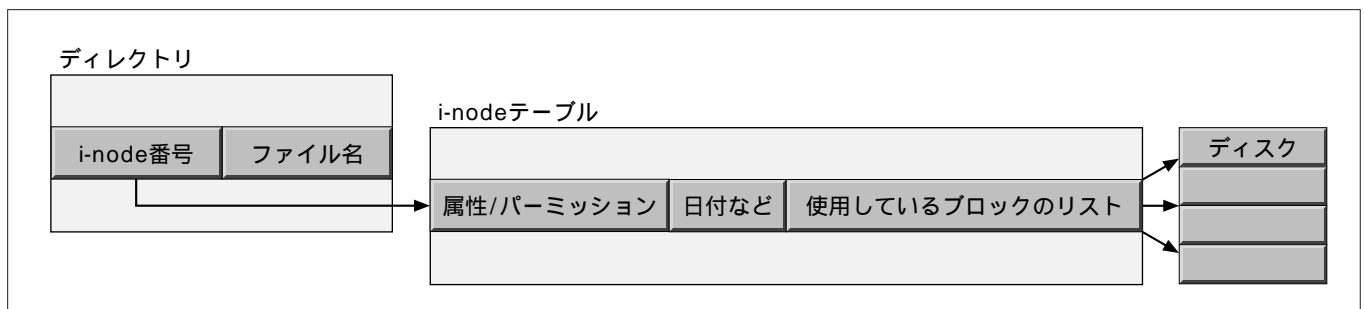 ディレクトリ
i-node番号 ファイル名
i-nodeテーブル
属性/パーミッション 日付など 使用しているブロックのリスト
ディスク